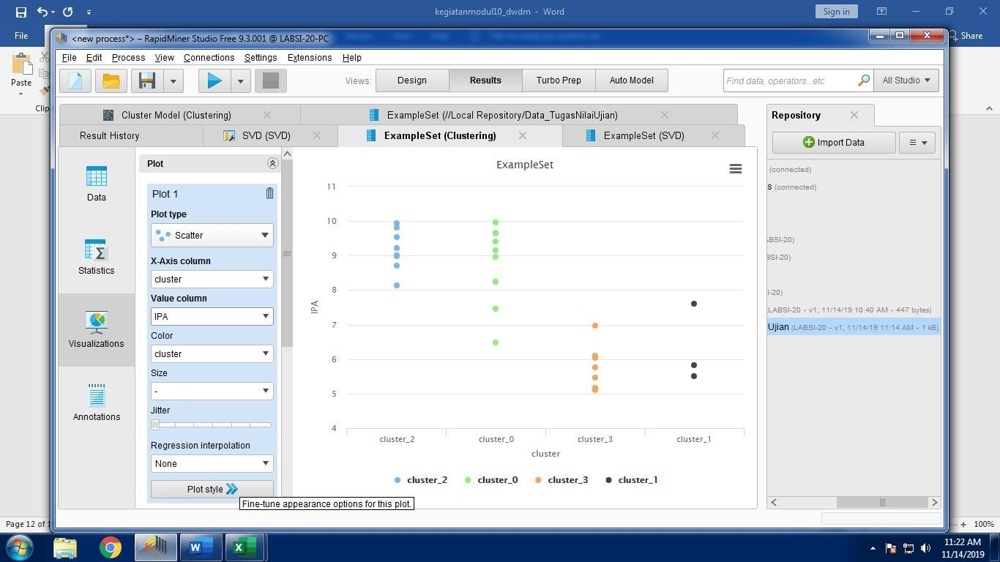 kegiatanmodul10_dwdm - Word
Sign in
File
Share
<new process*> – RapidMiner Studio Free 9.3.001 @ LABSI-20-PC
File Edit Process View Connections Settings Extensions Help
Paste
Clip
Views:
Design
Results
Turbo Prep
Auto Model
Find data, operators...etc
All Studio
Cluster Model (Clustering)
ExampleSet (//Local Repository/Data_TugasNilaiUjian)
Result History
SVD (SVD)
ExampleSet (Clustering)
ExampleSet (SVD)
Repository
Import Data
(connected)
s (connected)
ABSI-20)
BSI-20)
I-20)
LABSI-20 - v1, 11/14/19 10:40 AM - 447 bytes)
Ujian (LABSI-20 - v1, 11/14/19 11:14 AM - 1 kB)
Data
Statistics
Visualizations
Annotations
Plot
Plot 1
Plot type
Scatter
X-Axis column
cluster
Value column
IPA
Color
cluster
Size
-
Jitter
Regression interpolation
None
Plot style
Fine-tune appearance options for this plot.
ExampleSet
11
10
9
8
7
6
5
4
IPA
cluster_2 cluster_0 cluster_3 cluster_1
cluster
cluster_2 cluster_0 cluster_3 cluster_1
Page 12 of 1
100%
11:22 AM
11/14/2019